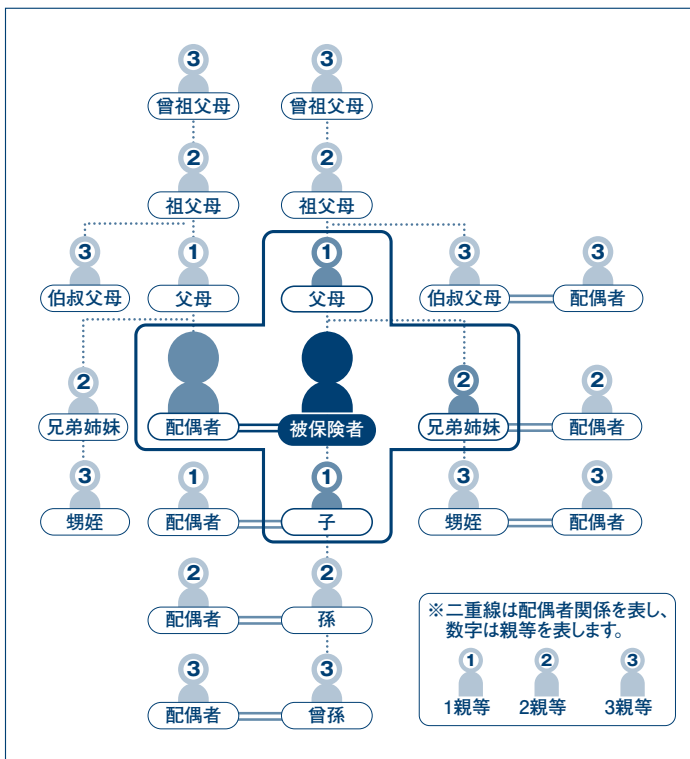 3 3
曾祖父母 曾祖父母
2 2
祖父母 祖父母
3 1 1 3 3
伯叔父母 父母 父母 伯叔父母 配偶者
2 2 2
兄弟姉妹 配偶者 被保険者 兄弟姉妹 配偶者
3 1 1 3 3
甥姪 配偶者 子 甥姪 配偶者
2 2
配偶者 孫
3 3
配偶者 曾孫
※二重線は配偶者関係を表し、
数字は親等を表します。
1 2 3
1親等 2親等 3親等